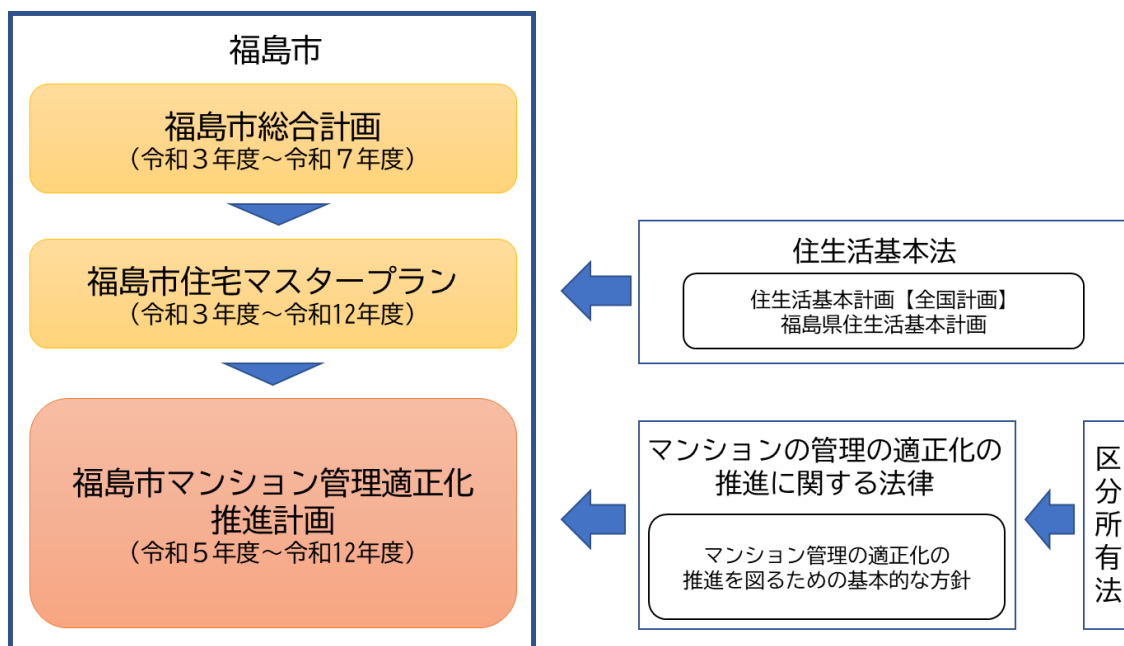 福島市
福島市総合計画
（令和３年度～令和７年度）
福島市住宅マスタープラン
（令和３年度～令和12年度）
福島市マンション管理適正化
推進計画
（令和５年度～令和12年度）
住生活基本法
住生活基本計画【全国計画】
福島県住生活基本計画
マンションの管理の適正化の
推進に関する法律
マンション管理の適正化の
推進を図るための基本的な方針
区分所有法